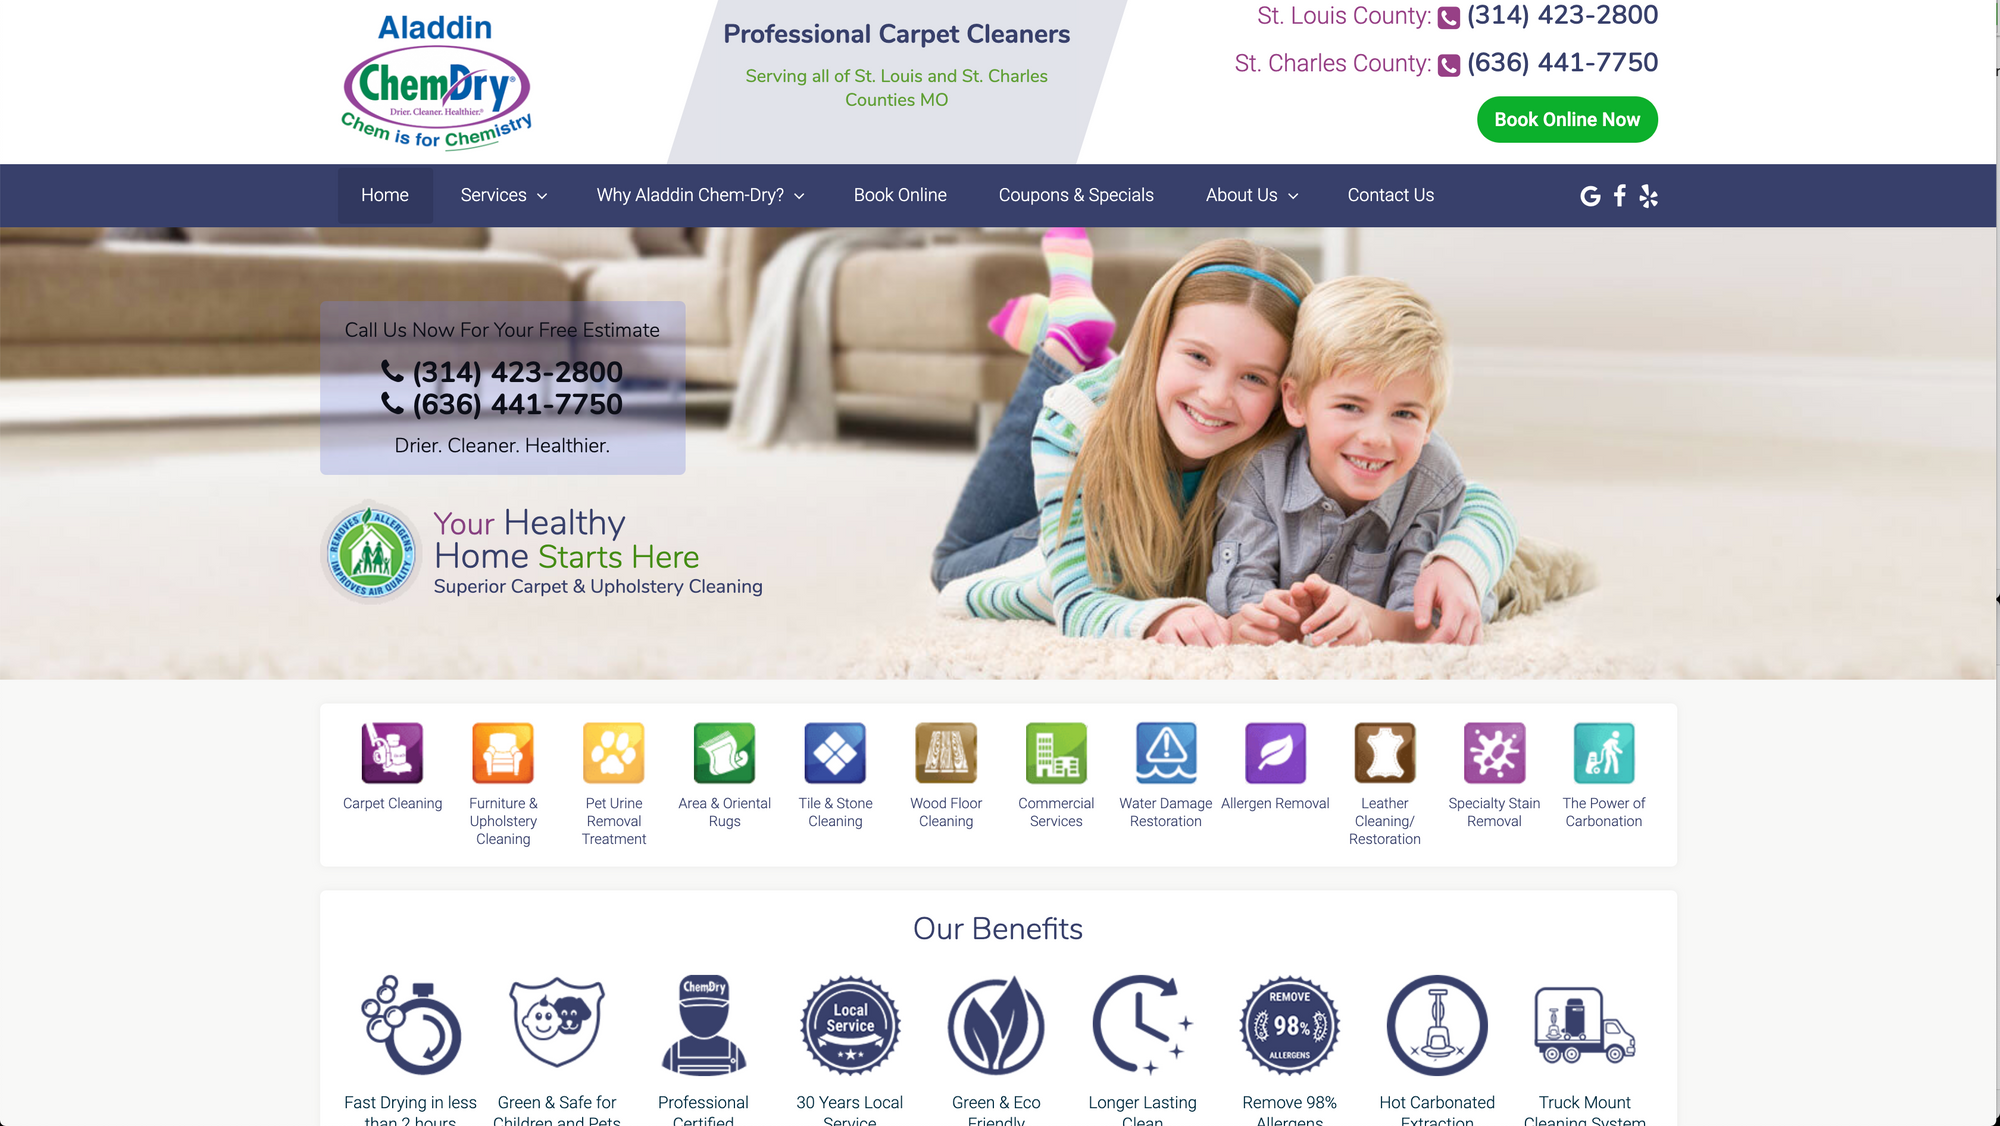 Aladdin
ChemDry®
Drier. Cleaner. Healthier.®
Chem is for Chemistry
Professional Carpet Cleaners
Serving all of St. Louis and St. Charles
Counties MO
St. Louis County: (314) 423-2800
St. Charles County: (636) 441-7750
Book Online Now
Home
Services
Why Aladdin Chem-Dry?
Book Online
Coupons & Specials
About Us
Contact Us
Call Us Now For Your Free Estimate
(314) 423-2800
(636) 441-7750
Drier. Cleaner. Healthier.
REMOVES ALLERGENS
IMPROVES AIR QUALITY
Your Healthy
Home Starts Here
Superior Carpet & Upholstery Cleaning
Carpet Cleaning
Furniture &
Upholstery
Cleaning
Pet Urine
Removal
Treatment
Area & Oriental
Rugs
Tile & Stone
Cleaning
Wood Floor
Cleaning
Commercial
Services
Water Damage
Restoration
Allergen Removal
Leather
Cleaning/
Restoration
Specialty Stain
Removal
The Power of
Carbonation
Our Benefits
ChemDry
Local
Service
REMOVE
98%
ALLERGENS
Fast Drying in less
than 2 hours
Green & Safe for
Children and Pets
Professional
Certified
30 Years Local
Service
Green & Eco
Friendly
Longer Lasting
Clean
Remove 98%
Allergens
Hot Carbonated
Extraction
Truck Mount
Cleaning System